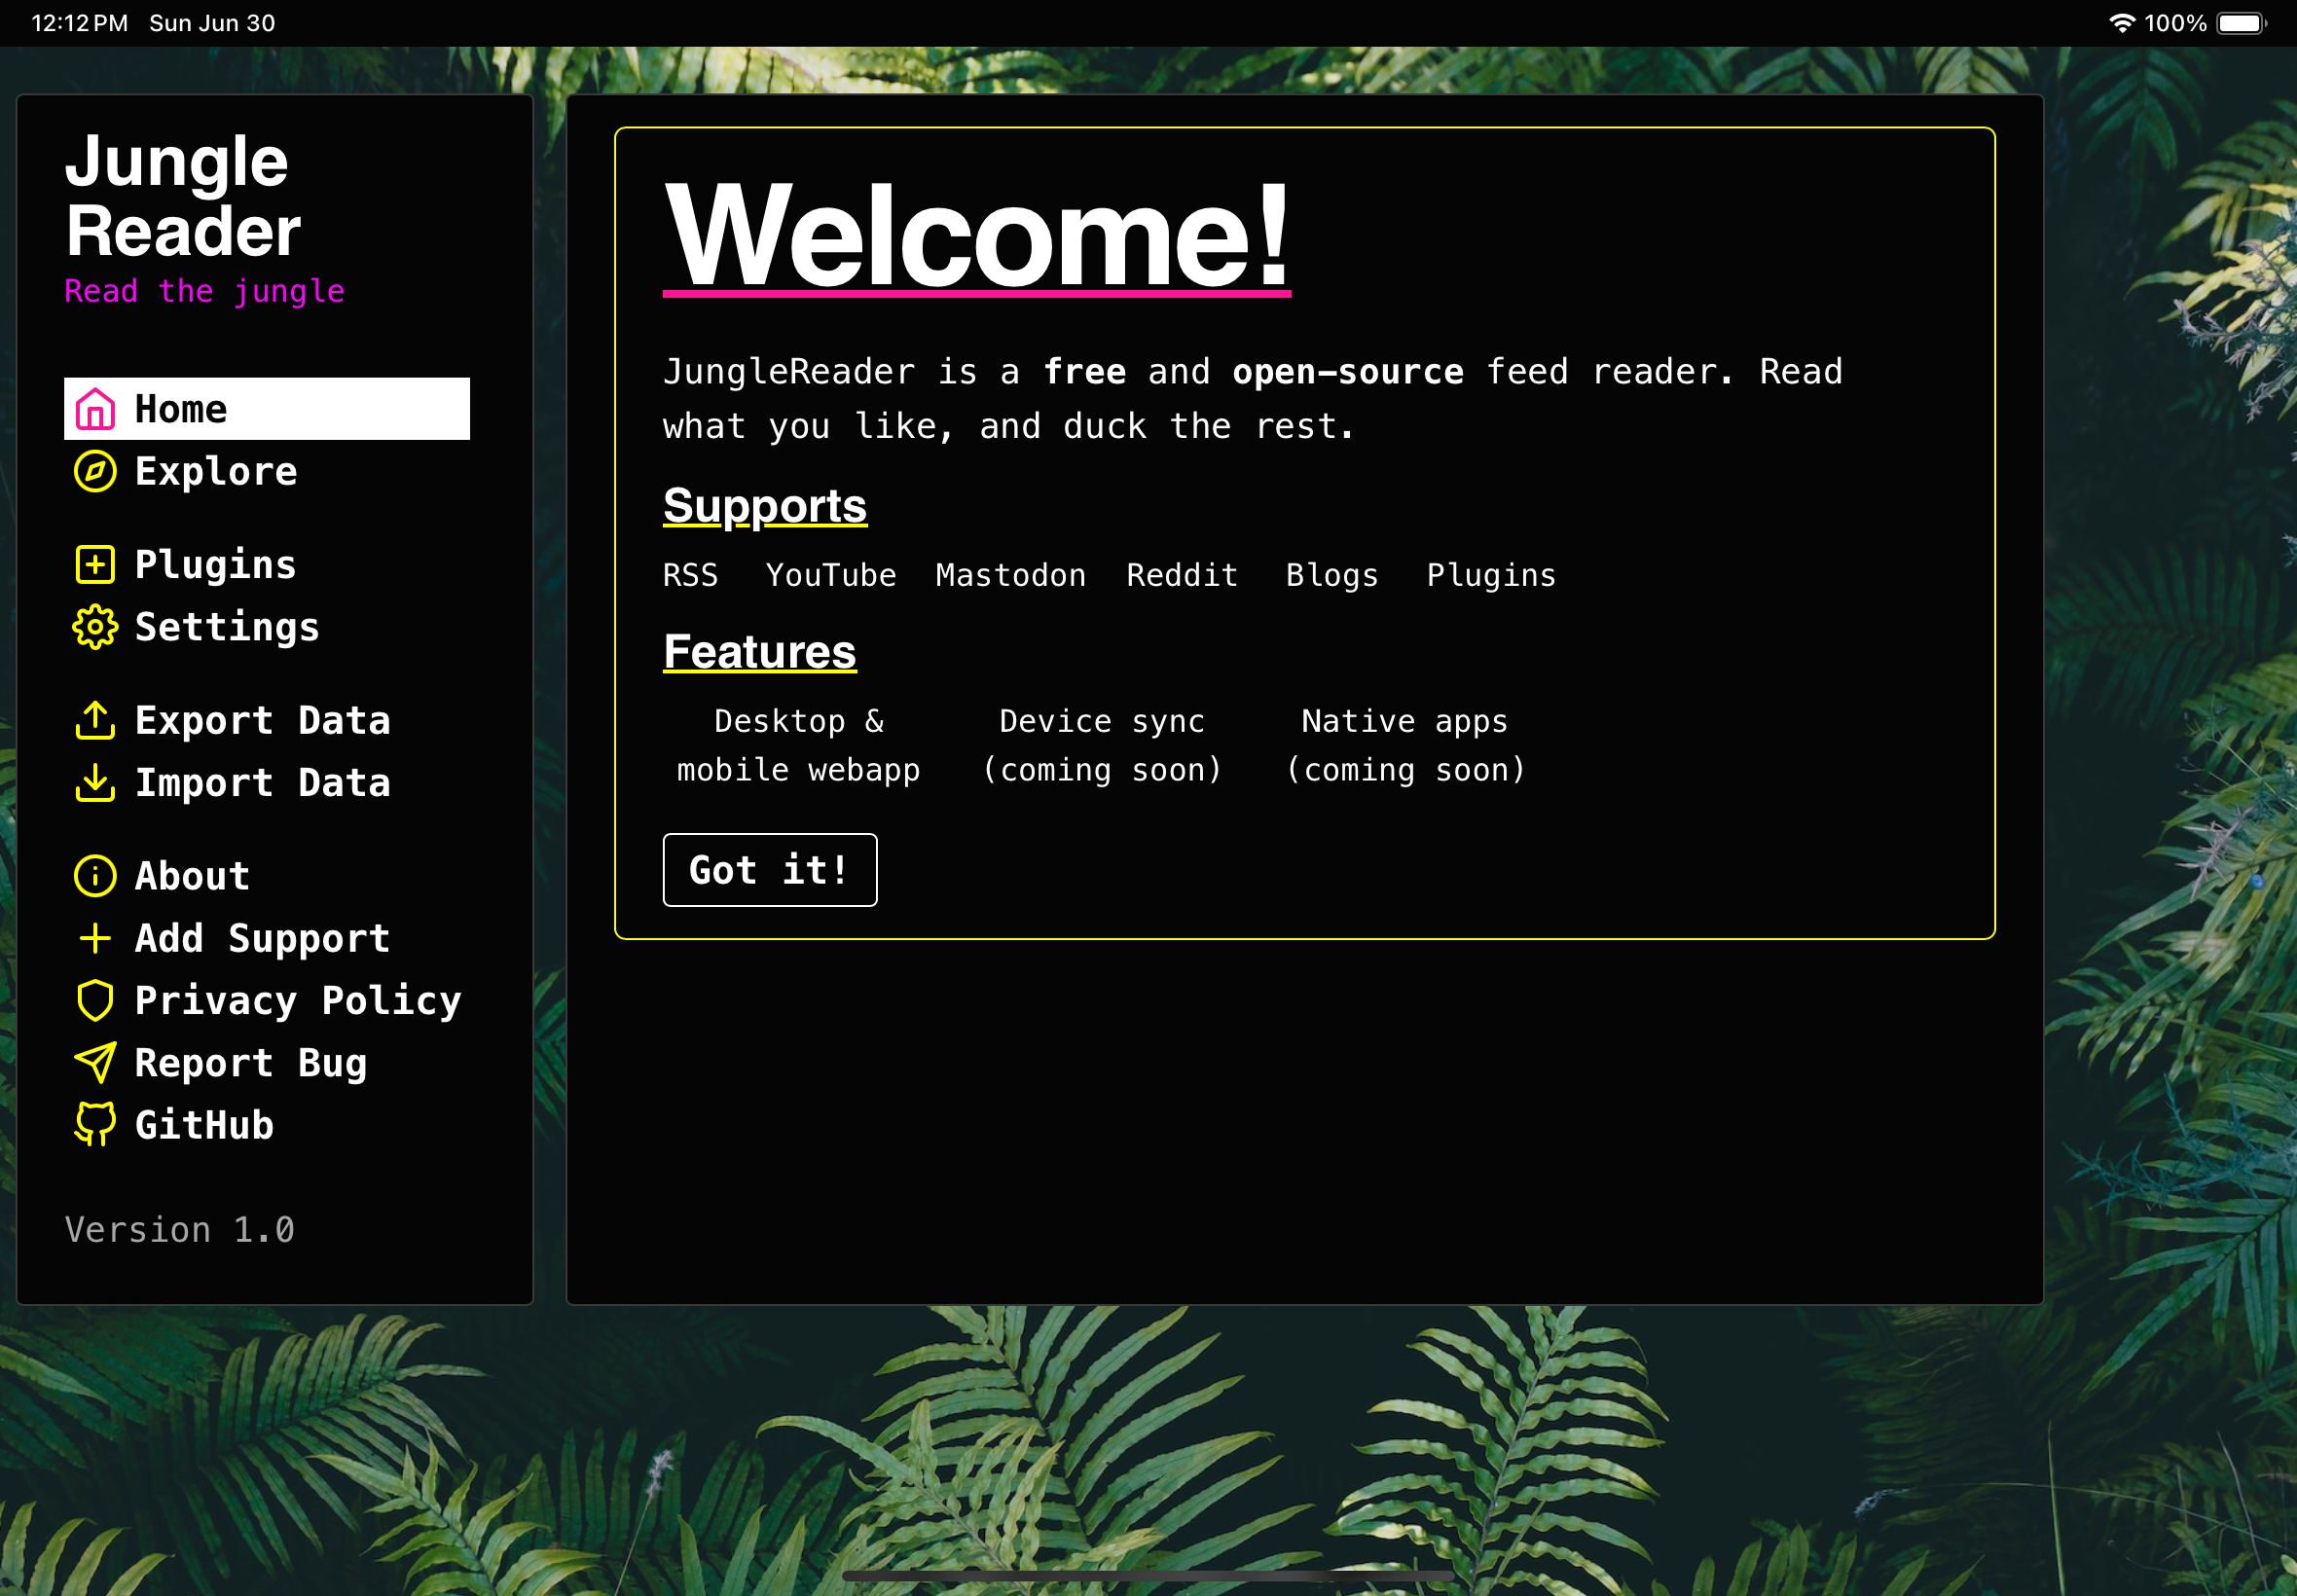 12:12 PM Sun Jun 30
100%
Jungle
Reader
Read the jungle
Home
Explore
Plugins
Settings
Export Data
Import Data
About
Add Support
Privacy Policy
Report Bug
GitHub
Version 1.0
Welcome!
JungleReader is a free and open-source feed reader. Read
what you like, and duck the rest.
Supports
RSS YouTube Mastodon Reddit Blogs Plugins
Features
Desktop & Device sync Native apps
mobile webapp (coming soon) (coming soon)
Got it!